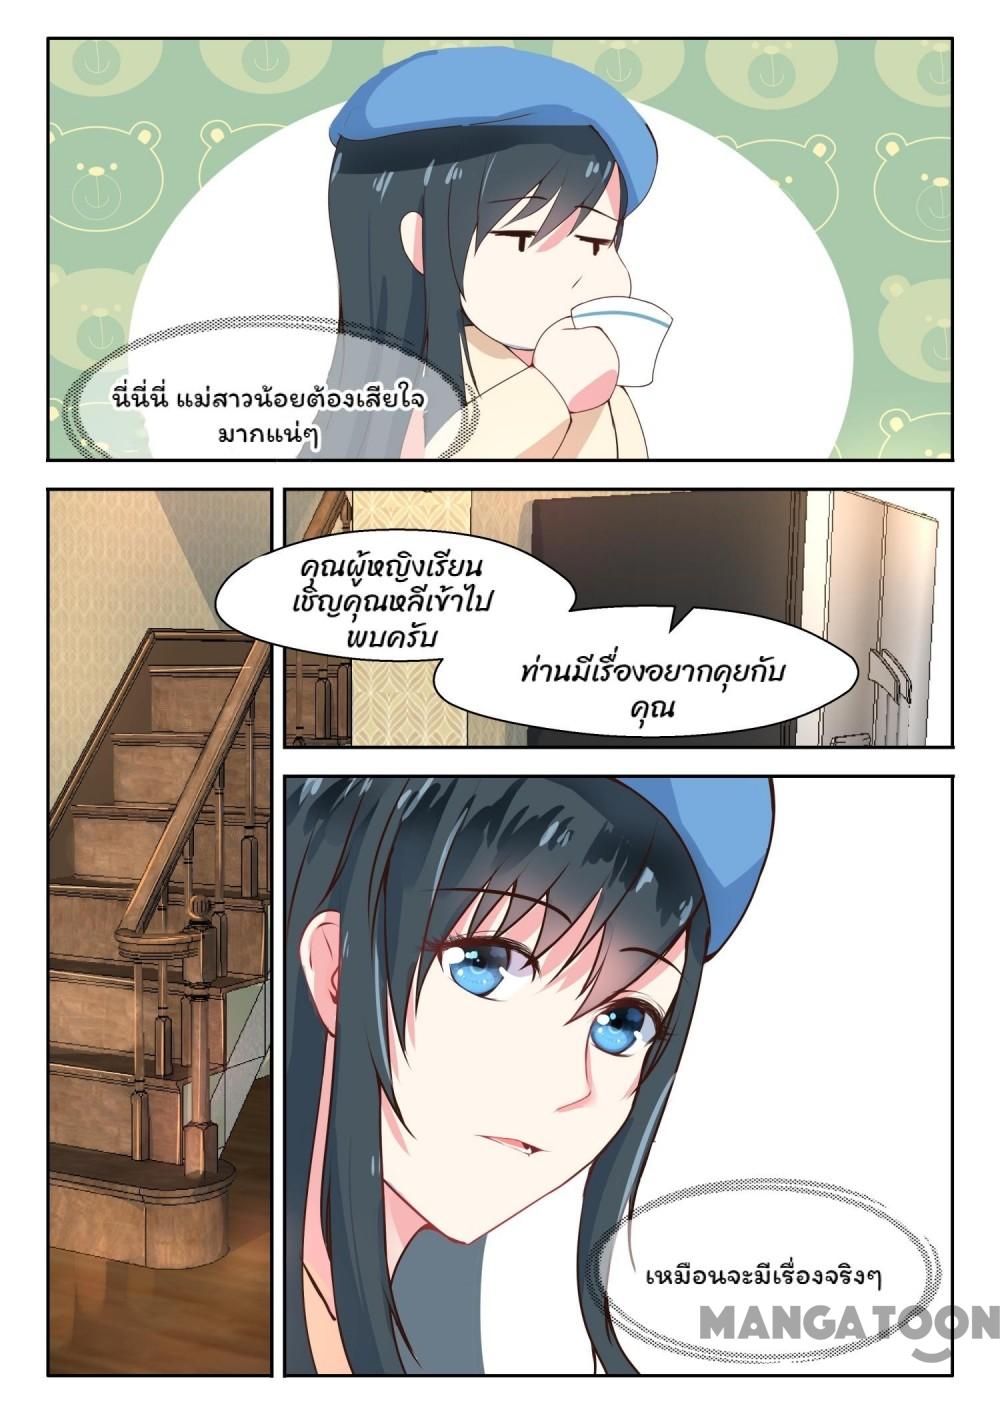 นี่นี่นี่ แม่สาวน้อยต้องเสียใจ
มากแน่ๆ
คุณผู้หญิงเรียน
เชิญคุณหลีเข้าไป
พบครับ
ท่านมีเรื่องอยากคุยกับ
คุณ
เหมือนจะมีเรื่องจริงๆ
MANGATOON